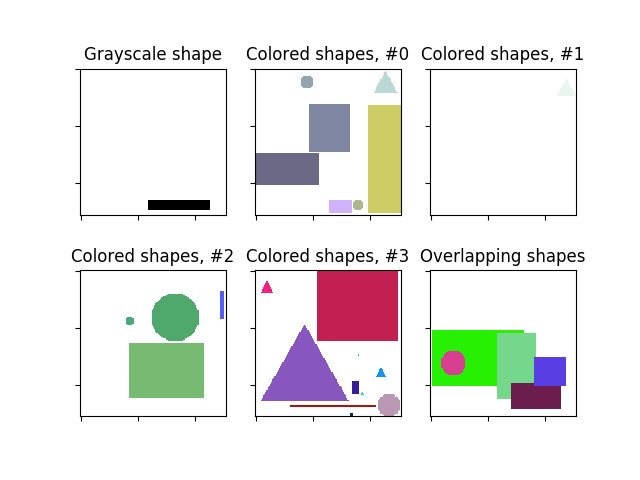 Grayscale shape
Colored shapes, #0
Colored shapes, #1
Colored shapes, #2
Colored shapes, #3
Overlapping shapes